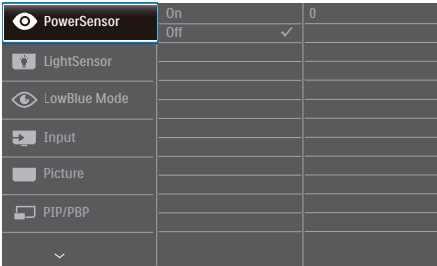 PowerSensor
On
0
Off
LightSensor
LowBlue Mode
Input
Picture
PIP/PBP